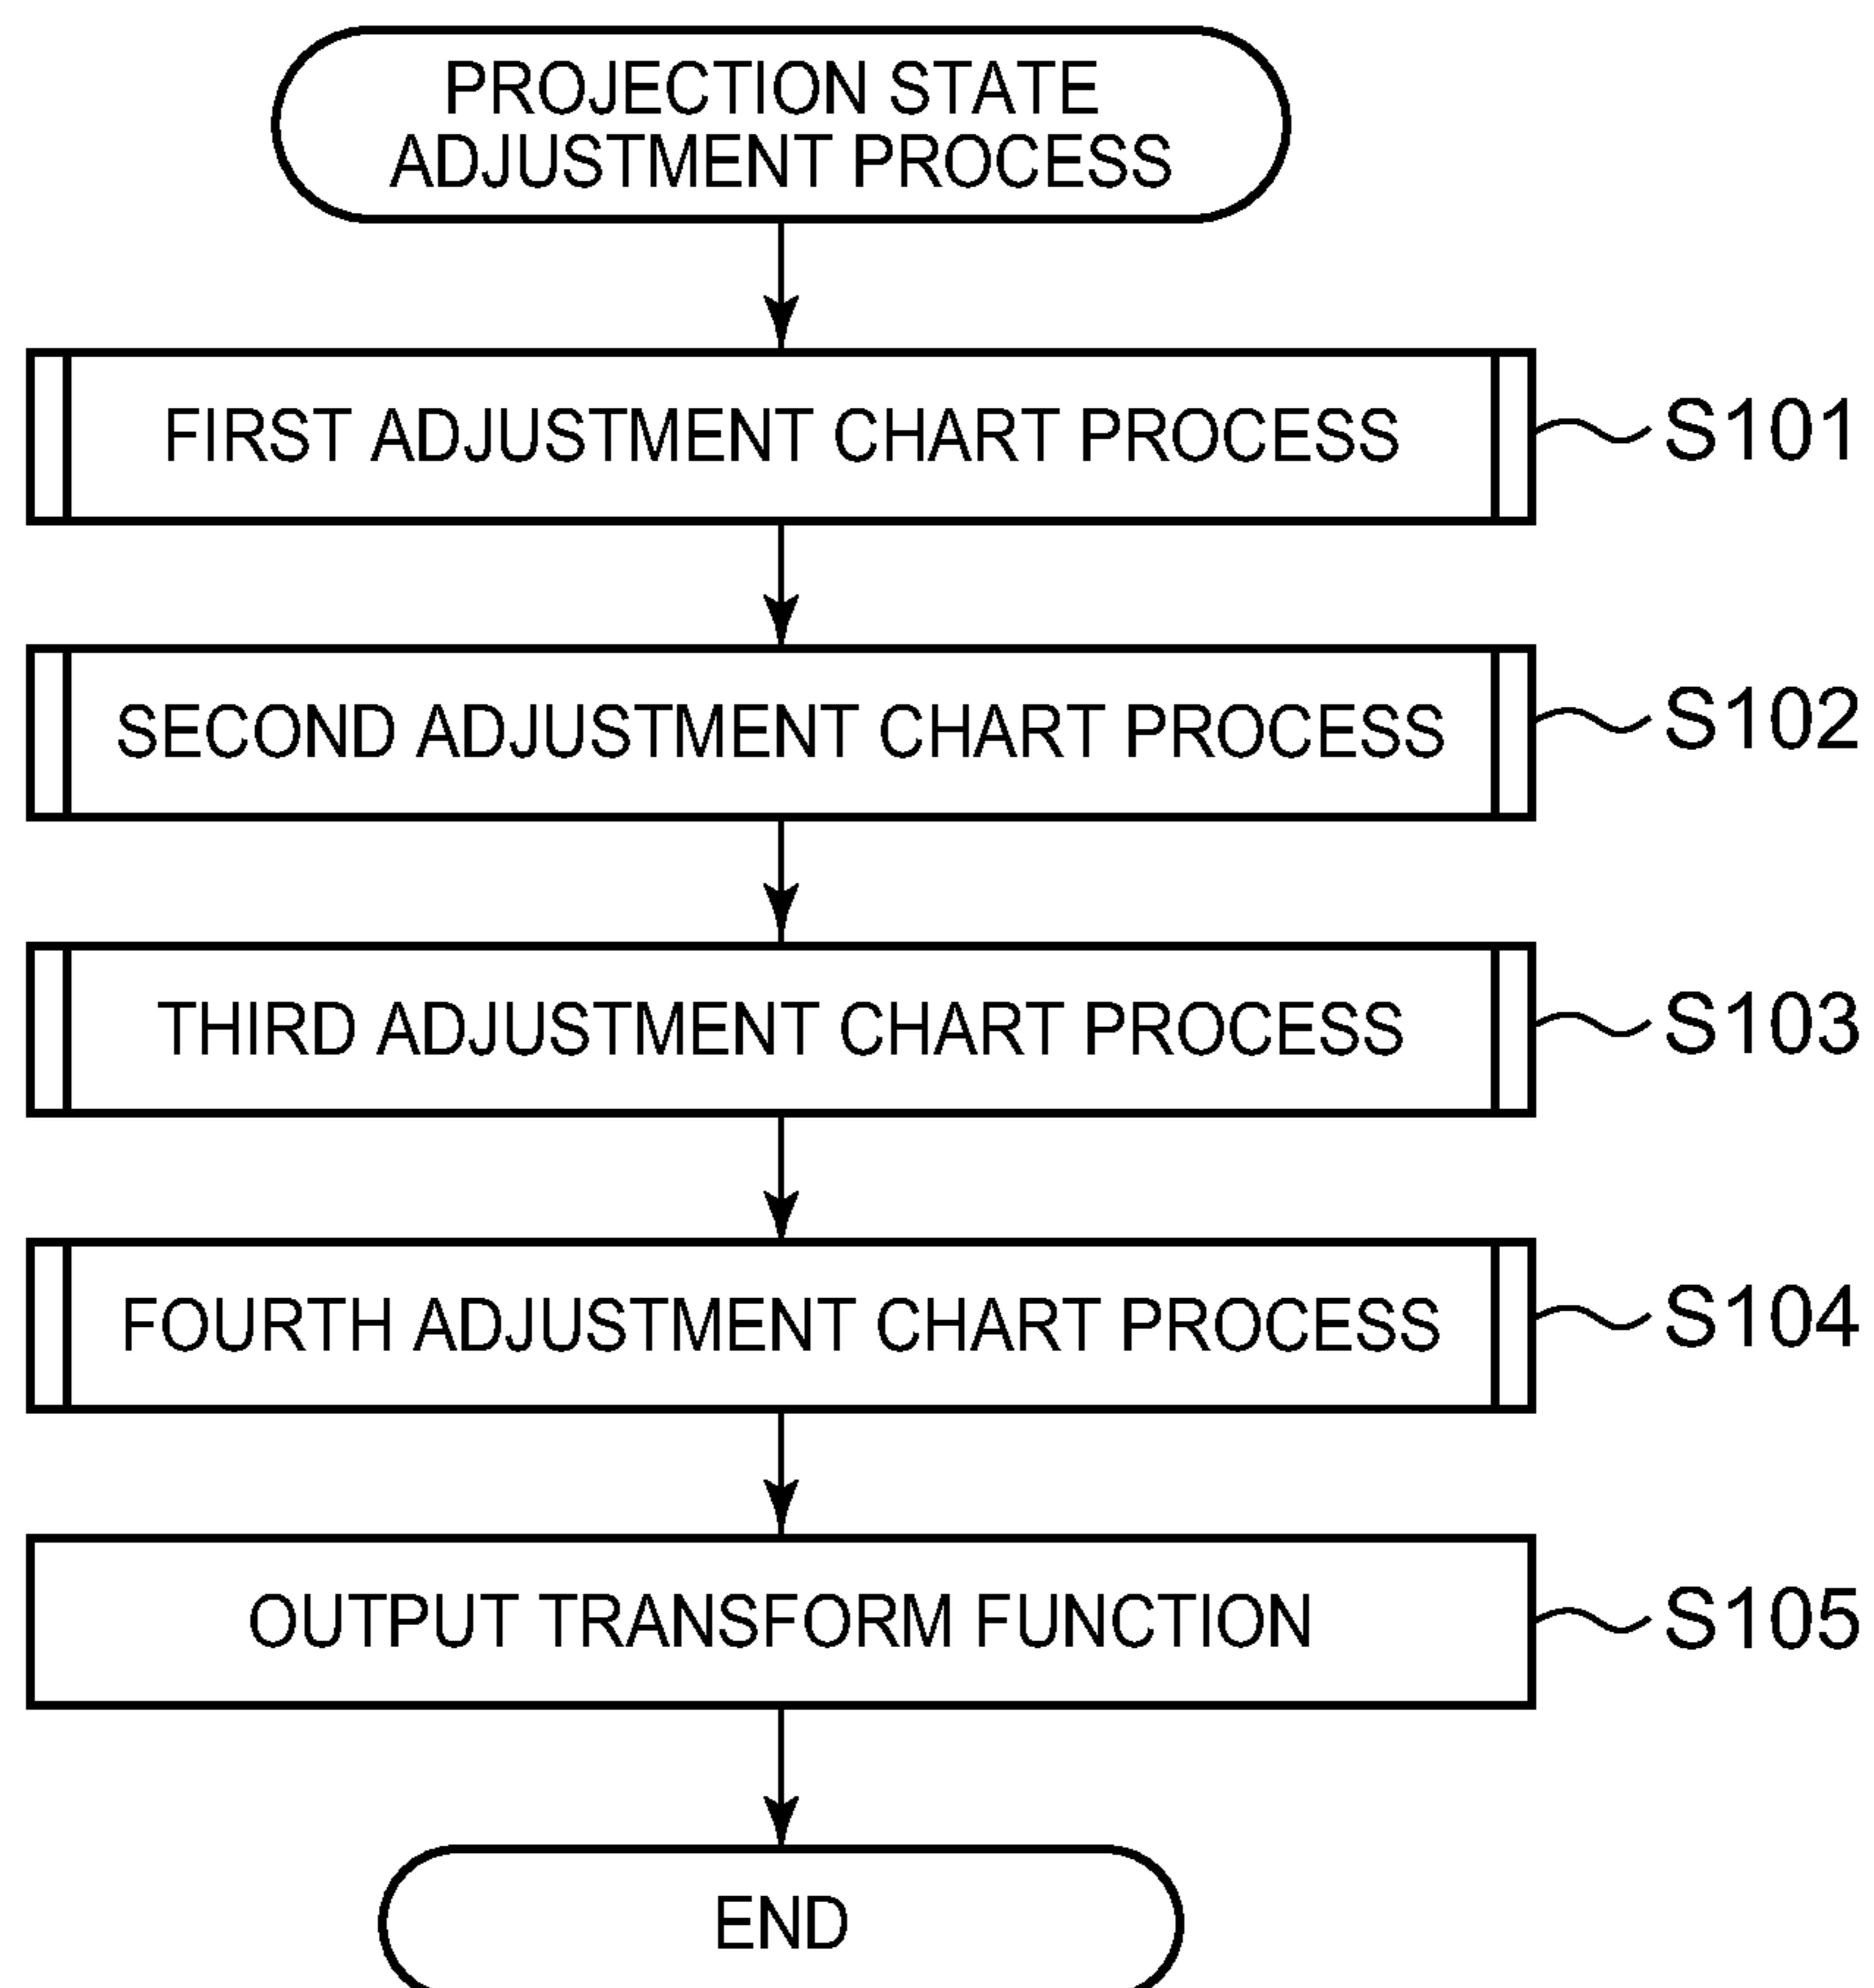 PROJECTION STATE
ADJUSTMENT PROCESS
FIRST ADJUSTMENT CHART PROCESS
S101
SECOND ADJUSTMENT CHART PROCESS
S102
THIRD ADJUSTMENT CHART PROCESS
S103
FOURTH ADJUSTMENT CHART PROCESS
S104
OUTPUT TRANSFORM FUNCTION
S105
END